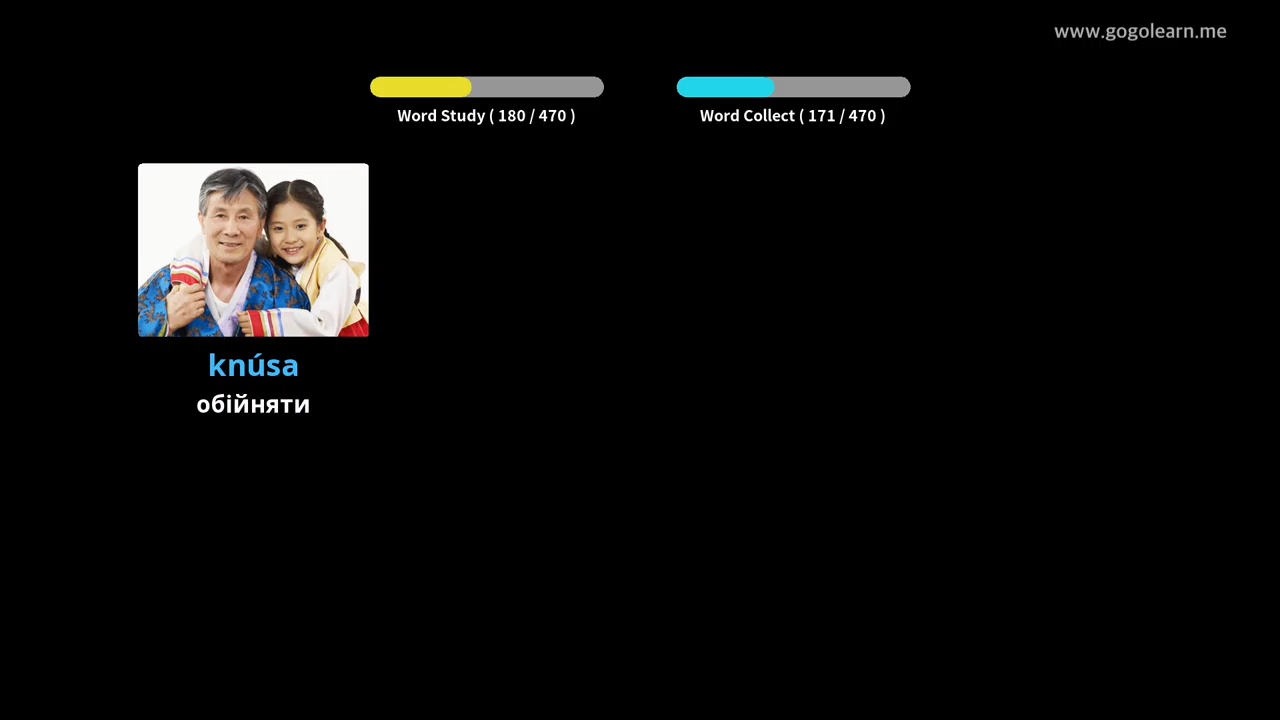 www.gogolearn.me
Word Study ( 180 / 470 )
Word Collect ( 171 / 470 )
knúsa
обійняти